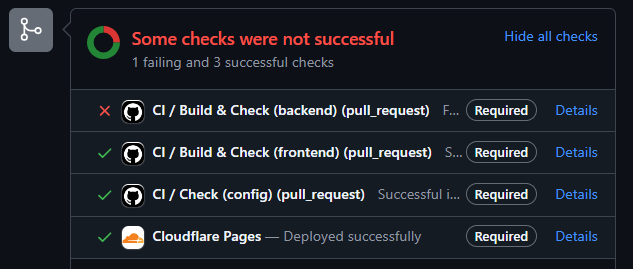 Some checks were not successful
Hide all checks
1 failing and 3 successful checks
CI / Build & Check (backend) (pull_request) F... Required Details
CI / Build & Check (frontend) (pull_request) S... Required Details
CI / Check (config) (pull_request) Successful i... Required Details
Cloudflare Pages — Deployed successfully Required Details